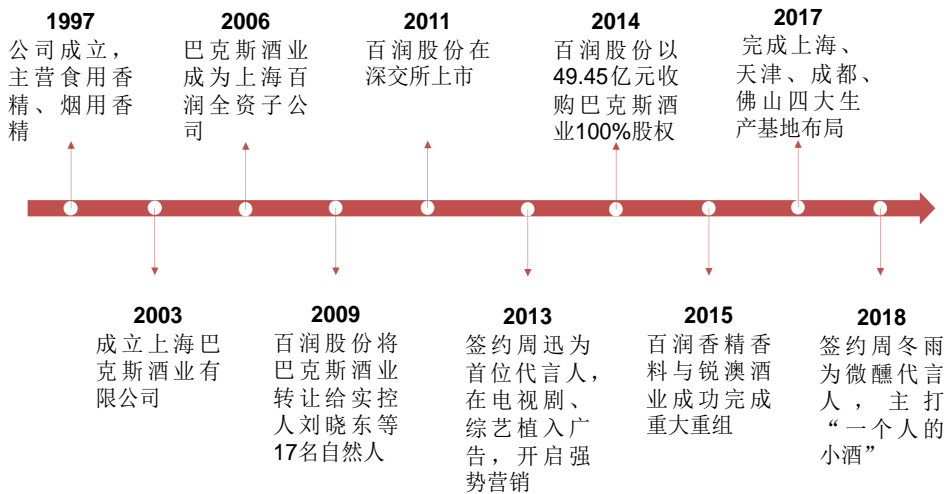 1997
公司成立，
主营食用香
精、烟用香
精
2006
巴克斯酒业
成为上海百
润全资子公
司
2011
百润股份在
深交所上市
2014
百润股份以
49.45亿元收
购巴克斯酒
业100%股权
2017
完成上海、
天津、成都、
佛山四大生
产基地布局
2003
成立上海巴
克斯酒业有
限公司
2009
百润股份将
巴克斯酒业
转让给实控
人刘晓东等
17名自然人
2013
签约周迅为
首位代言人，
在电视剧、
综艺植入广
告，开启强
势营销
2015
百润香精香
料与锐澳酒
业成功完成
重大重组
2018
签约周冬雨
为微醺代言
人，主打
“一个人的
小酒”